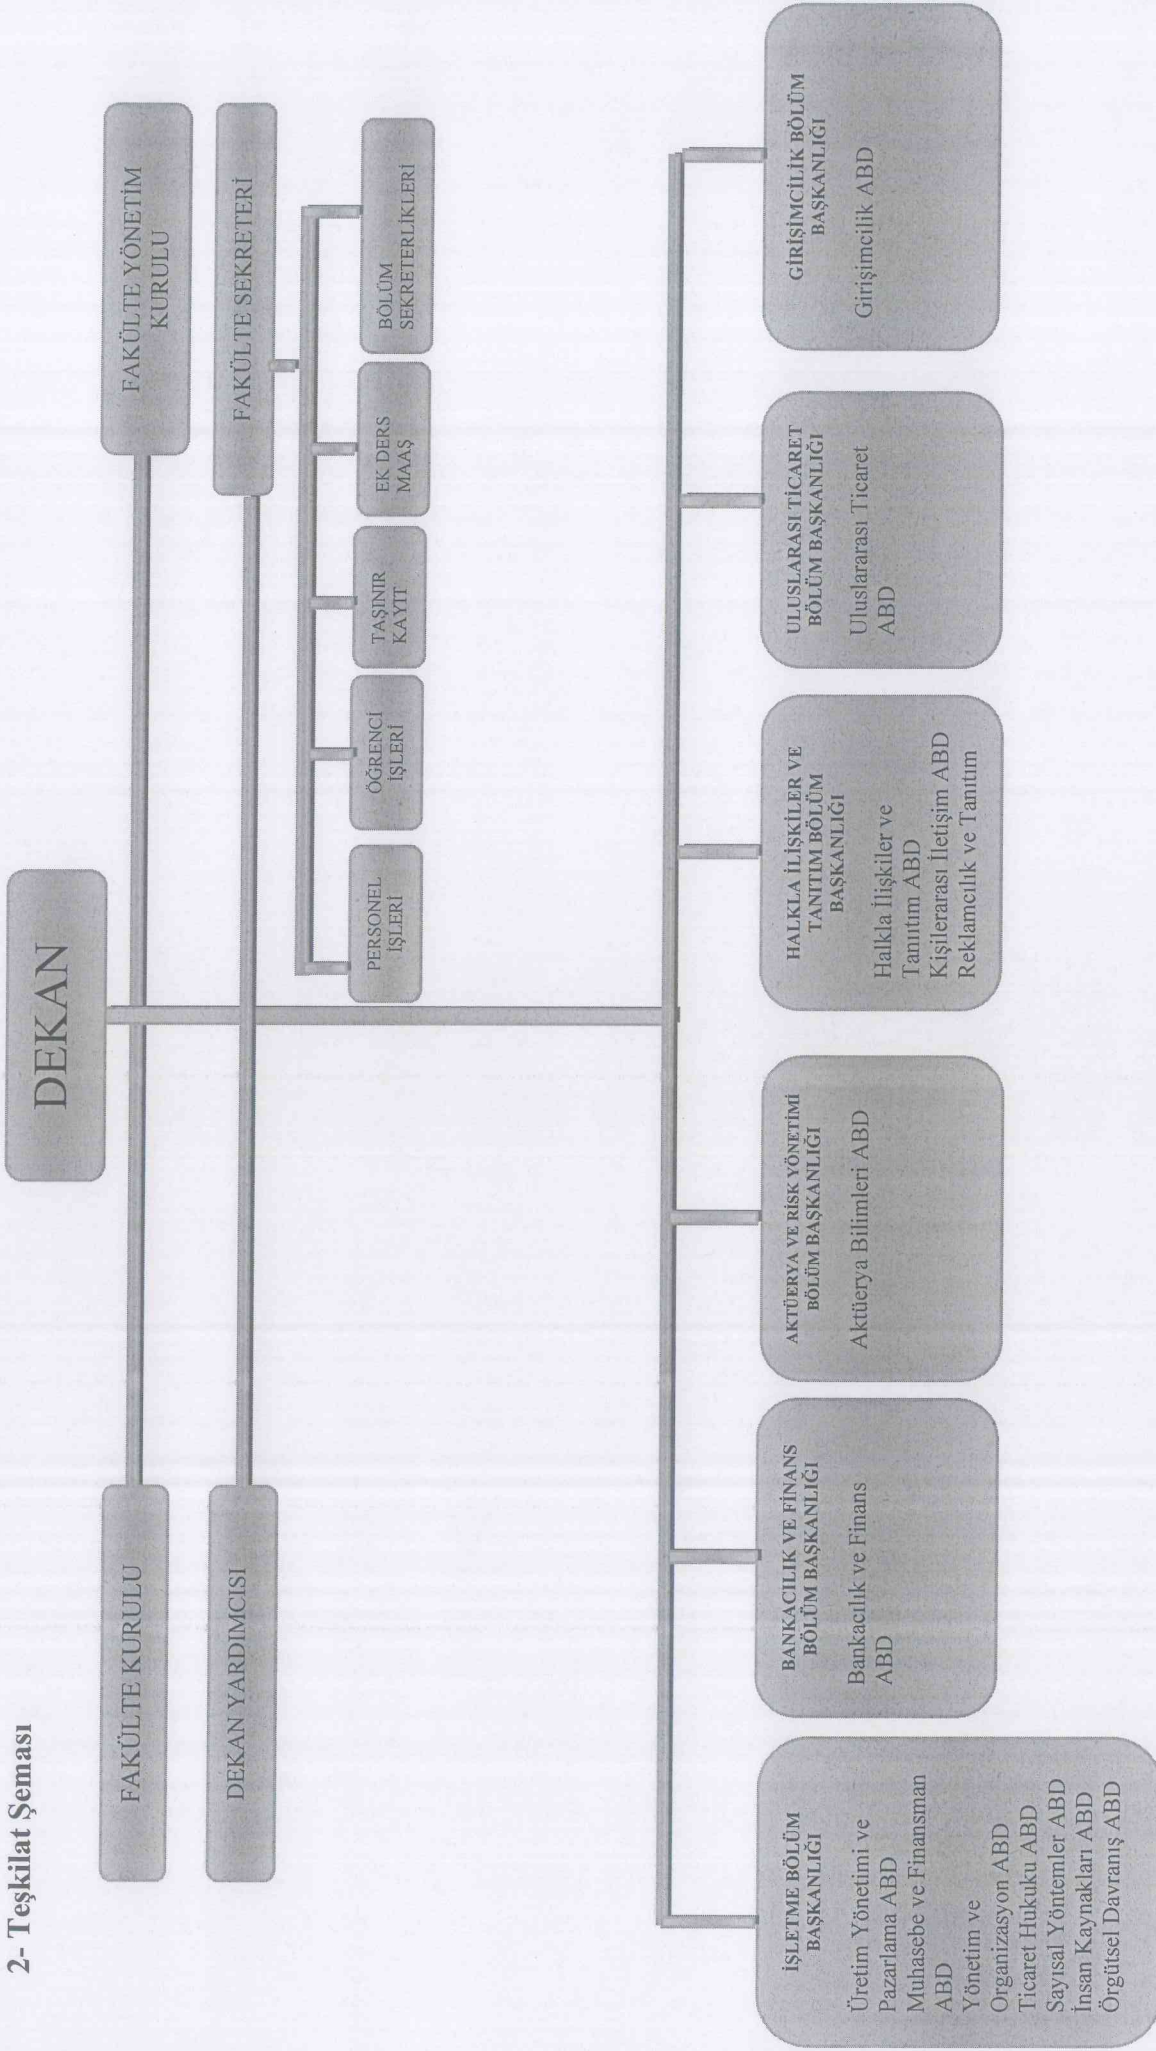 2- Teşkilat Şeması
DEKAN
FAKÜLTE KURULU
FAKÜLTE YÖNETİM
KURULU
DEKAN YARDIMCISI
FAKÜLTE SEKRETERİ
PERSONEL
İŞLERİ
ÖĞRENCİ
İŞLERİ
TAŞINIR
KAYIT
EK DERS
MAAŞ
BÖLÜM
SEKRETERLİKLERİ
İŞLETME BÖLÜM
BAŞKANLIĞI
Üretim Yönetimi ve
Pazarlama ABD
Muhasebe ve Finansman
ABD
Yönetim ve
Organizasyon ABD
Ticaret Hukuku ABD
Sayısal Yöntemler ABD
İnsan Kaynakları ABD
Örgütsel Davranış ABD
BANKACILIK VE FİNANS
BÖLÜM BAŞKANLIĞI
Bankacılık ve Finans
ABD
AKTÜERYA VE RİSK YÖNETİMİ
BÖLÜM BAŞKANLIĞI
Aktüerya Bilimleri ABD
HALKLA İLİŞKİLER VE
TANITIM BÖLÜM
BAŞKANLIĞI
Halkla İlişkiler ve
Tanıtım ABD
Kişilerarası İletişim ABD
Reklamcılık ve Tanıtım
ULUSLARASI TİCARET
BÖLÜM BAŞKANLIĞI
Uluslararası Ticaret
ABD
GİRİŞİMCİLİK BÖLÜM
BAŞKANLIĞI
Girişimcilik ABD